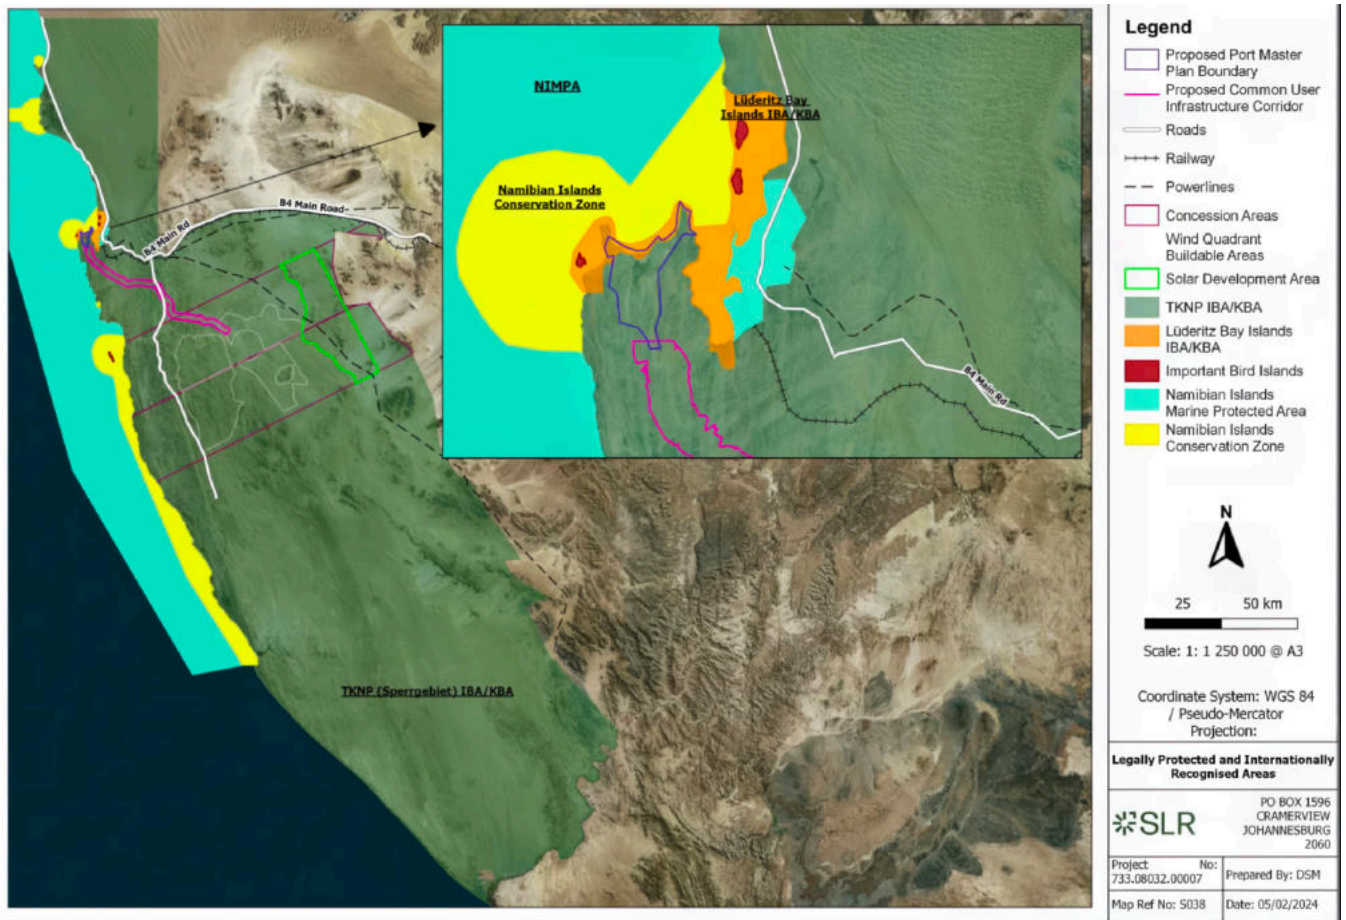 NIMPA
Lüderitz Bay
Islands IBA/KBA
Namibian Islands
Conservation Zone
B4 Main Rd
B4 Main Road
B4 Main Rd
TKNP (Sperrgebiet) IBA/KBA
Legend
Proposed Port Master
Plan Boundary
Proposed Common User
Infrastructure Corridor
Roads
Railway
Powerlines
Concession Areas
Wind Quadrant
Buildable Areas
Solar Development Area
TKNP IBA/KBA
Lüderitz Bay Islands
IBA/KBA
Important Bird Islands
Namibian Islands
Marine Protected Area
Namibian Islands
Conservation Zone
N
25 50 km
Scale: 1: 1 250 000 @ A3
Coordinate System: WGS 84
/ Pseudo-Mercator
Projection:
Legally Protected and Internationally
Recognised Areas
SLR
PO BOX 1596
CRAMERVIEW
JOHANNESBURG
2060
Project No:
733.08032.00007
Prepared By: DSM
Map Ref No: S038
Date: 05/02/2024